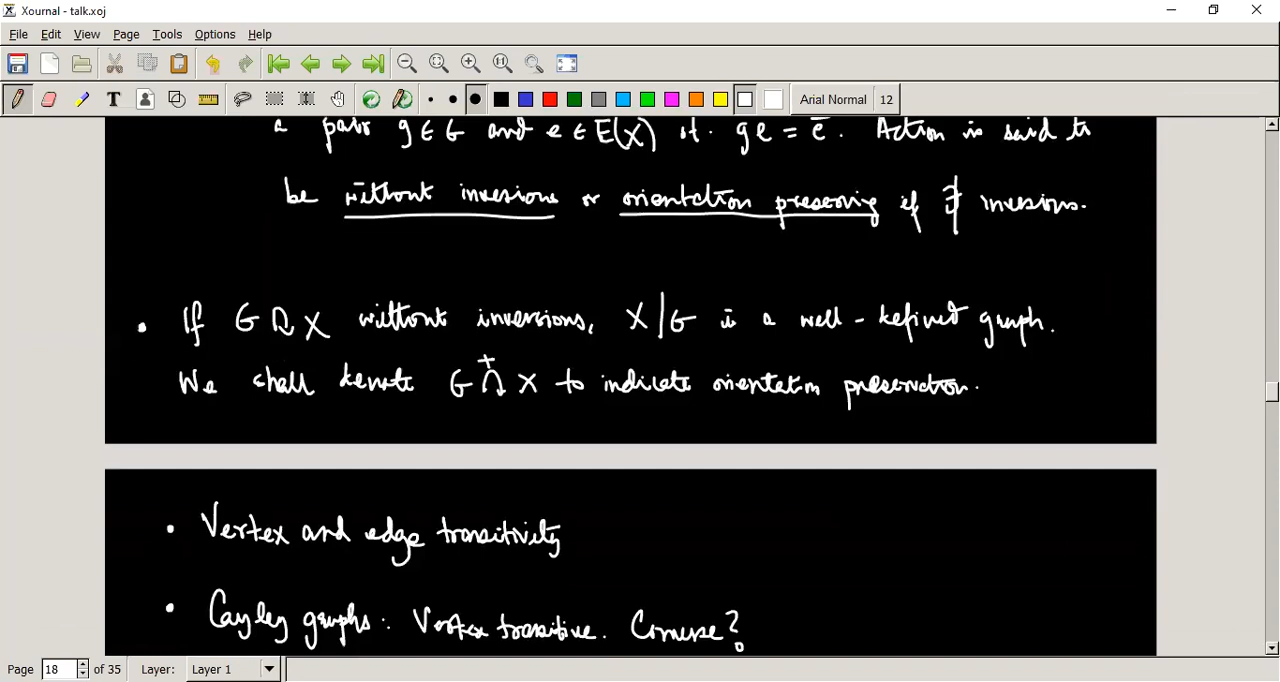 Xournal - talk.xoj
File Edit View Page Tools Options Help
Arial Normal 12
a pair g ∈ G and e ∈ E(X) st. ge = ē. Action is said to
be without inversions or orientation preserving if ∄ inversions.
• If G ↷ X without inversions, X/G is a well-defined graph.
We shall denote G ↷⁺ X to indicate orientation preservation.
• Vertex and edge transitivity
• Cayley graphs: Vertex transitive. Converse?
Page 18 of 35 Layer: Layer 1